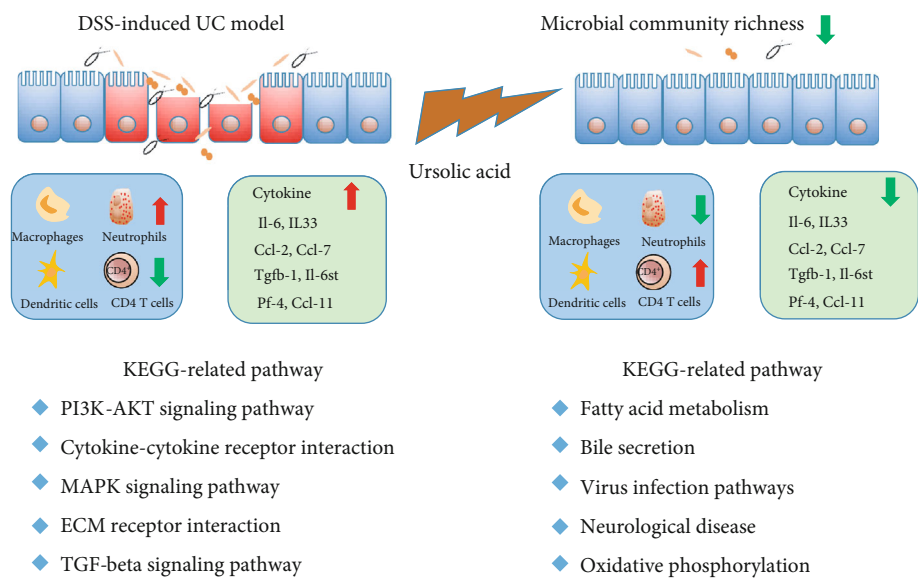 DSS-induced UC model
Microbial community richness
Ursolic acid
Macrophages
Neutrophils
Dendritic cells
CD4⁺
CD4 T cells
Cytokine
Il-6, IL33
Ccl-2, Ccl-7
Tgfb-1, Il-6st
Pf-4, Ccl-11
Macrophages
Neutrophils
Dendritic cells
CD4⁺
CD4 T cells
Cytokine
Il-6, IL33
Ccl-2, Ccl-7
Tgfb-1, Il-6st
Pf-4, Ccl-11
KEGG-related pathway
PI3K-AKT signaling pathway
Cytokine-cytokine receptor interaction
MAPK signaling pathway
ECM receptor interaction
TGF-beta signaling pathway
KEGG-related pathway
Fatty acid metabolism
Bile secretion
Virus infection pathways
Neurological disease
Oxidative phosphorylation